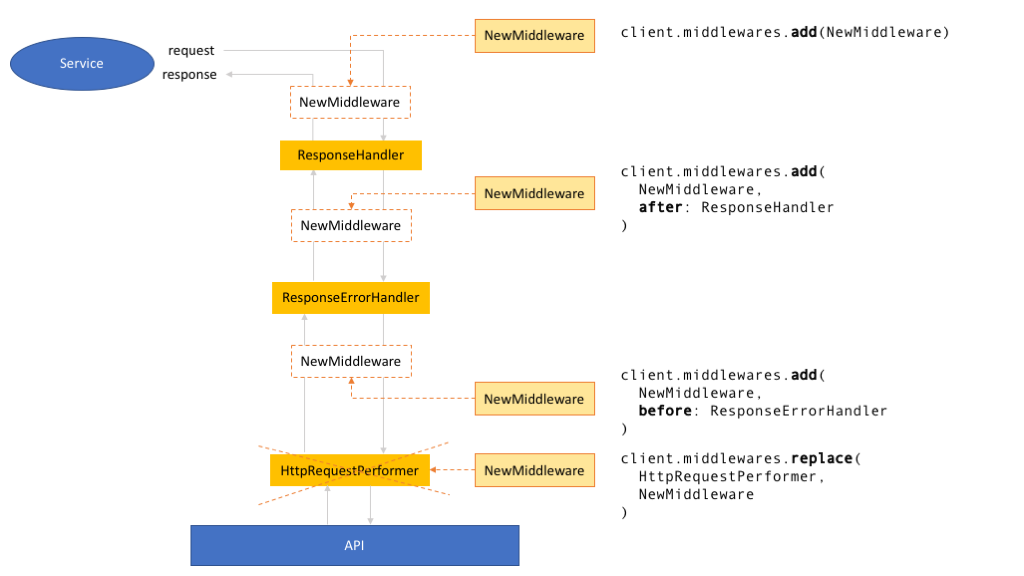 NewMiddleware
client.middlewares.add(NewMiddleware)
Service
request
response
NewMiddleware
ResponseHandler
NewMiddleware
client.middlewares.add(
NewMiddleware,
after: ResponseHandler
)
NewMiddleware
ResponseErrorHandler
NewMiddleware
NewMiddleware
client.middlewares.add(
NewMiddleware,
before: ResponseErrorHandler
)
HttpRequestPerformer
NewMiddleware
client.middlewares.replace(
HttpRequestPerformer,
NewMiddleware
)
API